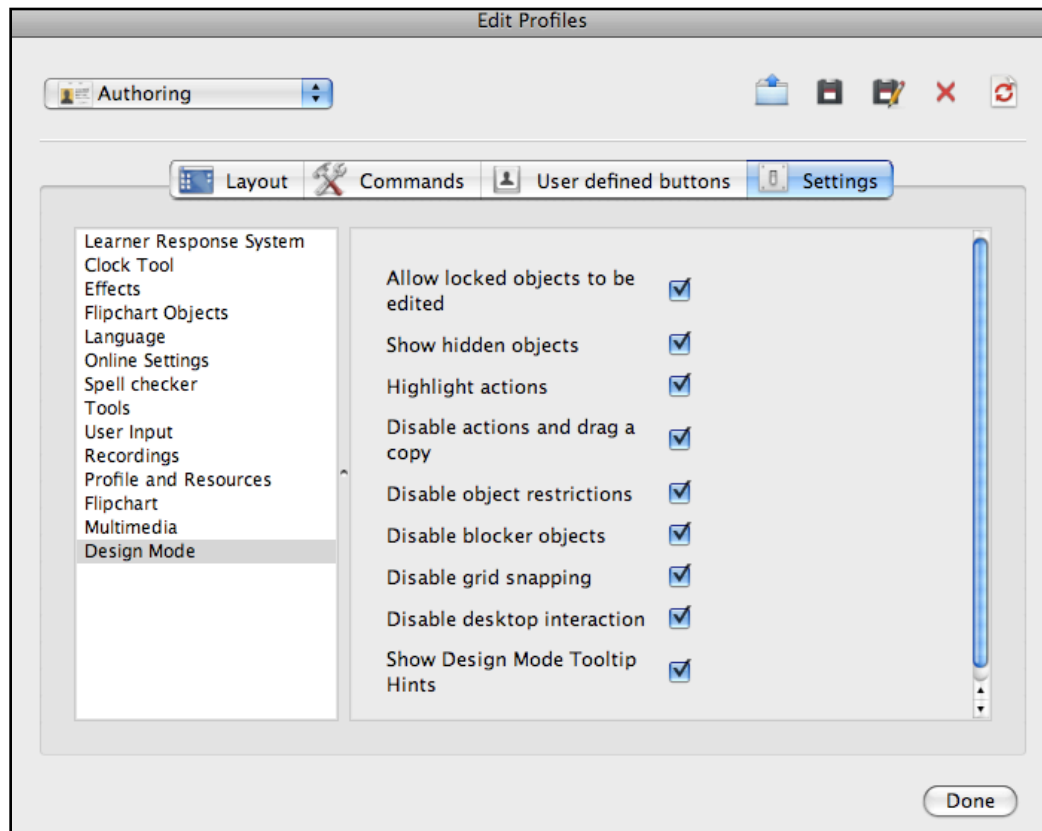 Edit Profiles
Authoring
Layout
Commands
User defined buttons
Settings
Learner Response System
Clock Tool
Effects
Flipchart Objects
Language
Online Settings
Spell checker
Tools
User Input
Recordings
Profile and Resources
Flipchart
Multimedia
Design Mode
Allow locked objects to be
edited
Show hidden objects
Highlight actions
Disable actions and drag a
copy
Disable object restrictions
Disable blocker objects
Disable grid snapping
Disable desktop interaction
Show Design Mode Tooltip
Hints
Done